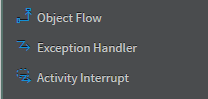 Object Flow
Exception Handler
Activity Interrupt